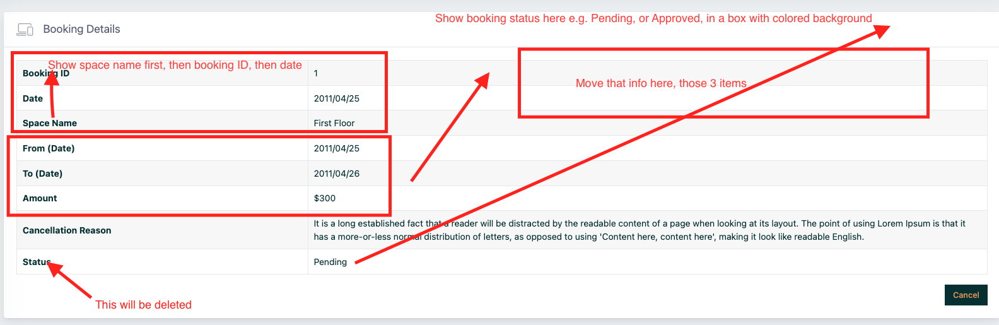 Show booking status here e.g. Pending, or Approved, in a box with colored background
Booking Details
Show space name first, then booking ID, then date
Booking ID 1
Move that info here, those 3 items
Date 2011/04/25
Space Name First Floor
From (Date) 2011/04/25
To (Date) 2011/04/26
Amount $300
Cancellation Reason It is a long established fact that a reader will be distracted by the readable content of a page when looking at its layout. The point of using Lorem Ipsum is that it
has a more-or-less normal distribution of letters, as opposed to using 'Content here, content here', making it look like readable English.
Status Pending
Cancel
This will be deleted